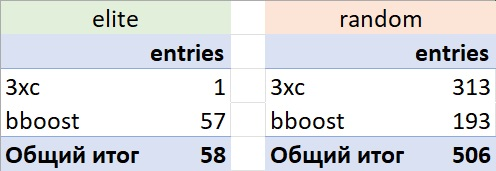 elite random
entries entries
3xc 1 3xc 313
bboost 57 bboost 193
Общий итог 58 Общий итог 506